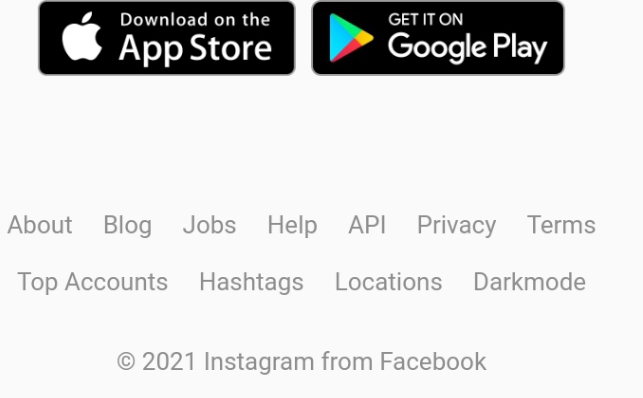 Download on the
App Store
GET IT ON
Google Play
About Blog Jobs Help API Privacy Terms
Top Accounts Hashtags Locations Darkmode
© 2021 Instagram from Facebook